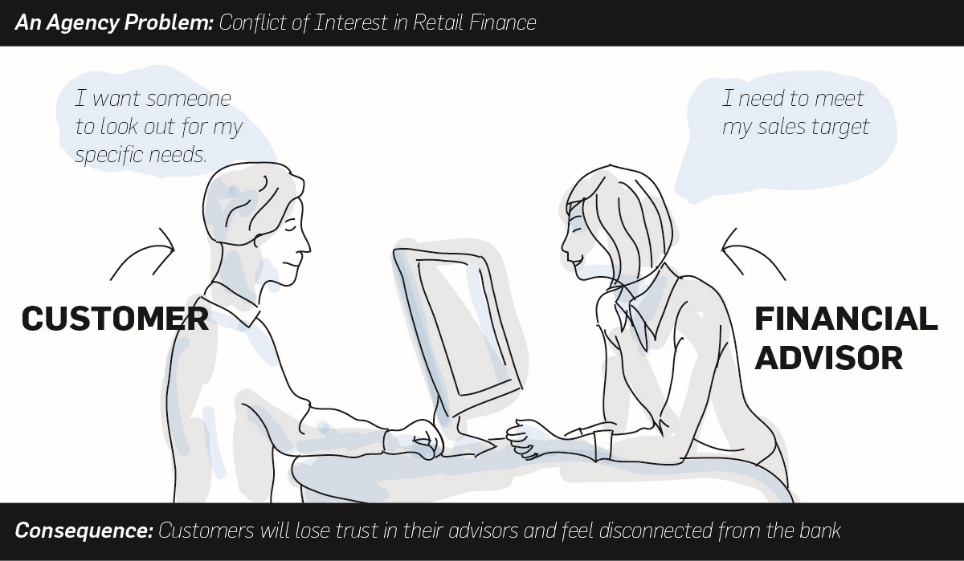 An Agency Problem: Conflict of Interest in Retail Finance
I want someone
to look out for my
specific needs.
I need to meet
my sales target
CUSTOMER
FINANCIAL
ADVISOR
Consequence: Customers will lose trust in their advisors and feel disconnected from the bank